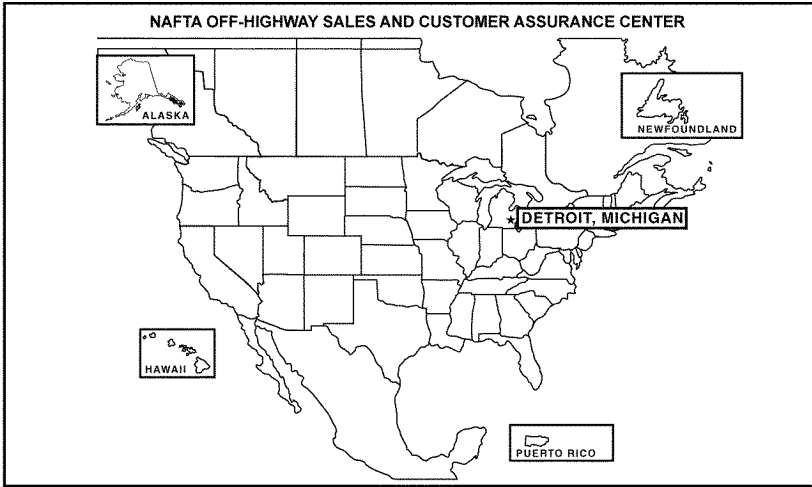 NAFTA OFF-HIGHWAY SALES AND CUSTOMER ASSURANCE CENTER
ALASKA
NEWFOUNDLAND
DETROIT, MICHIGAN
HAWAII
PUERTO RICO